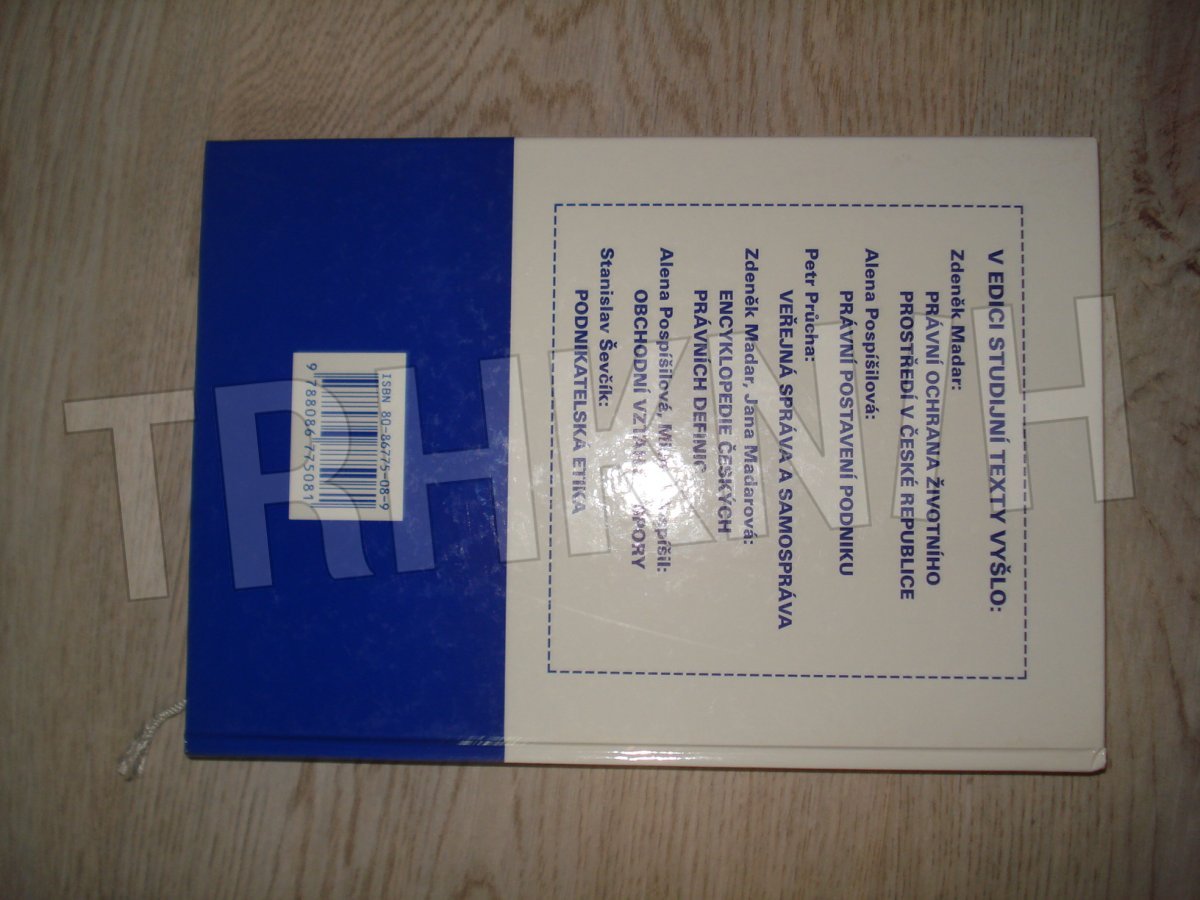 V EDICI STUDIJNÍ TEXTY VYŠLO:
Zdeněk Madar:
PRÁVNÍ OCHRANA ŽIVOTNÍHO
PROSTŘEDÍ V ČESKÉ REPUBLICE
Alena Pospíšilová:
PRÁVNÍ POSTAVENÍ PODNIKU
Petr Průcha:
VEŘEJNÁ SPRÁVA A SAMOSPRÁVA
Zdeněk Madar, Jana Madarová:
ENCYKLOPEDIE ČESKÝCH
PRÁVNÍCH DEFINIC
Alena Pospíšilová,
OBCHODNÍ
Stanislav Ševčík:
PODNIKATELSKÁ ETIKA
ISBN 80-86775-08-9
9 788086 775081
TRHKNIH